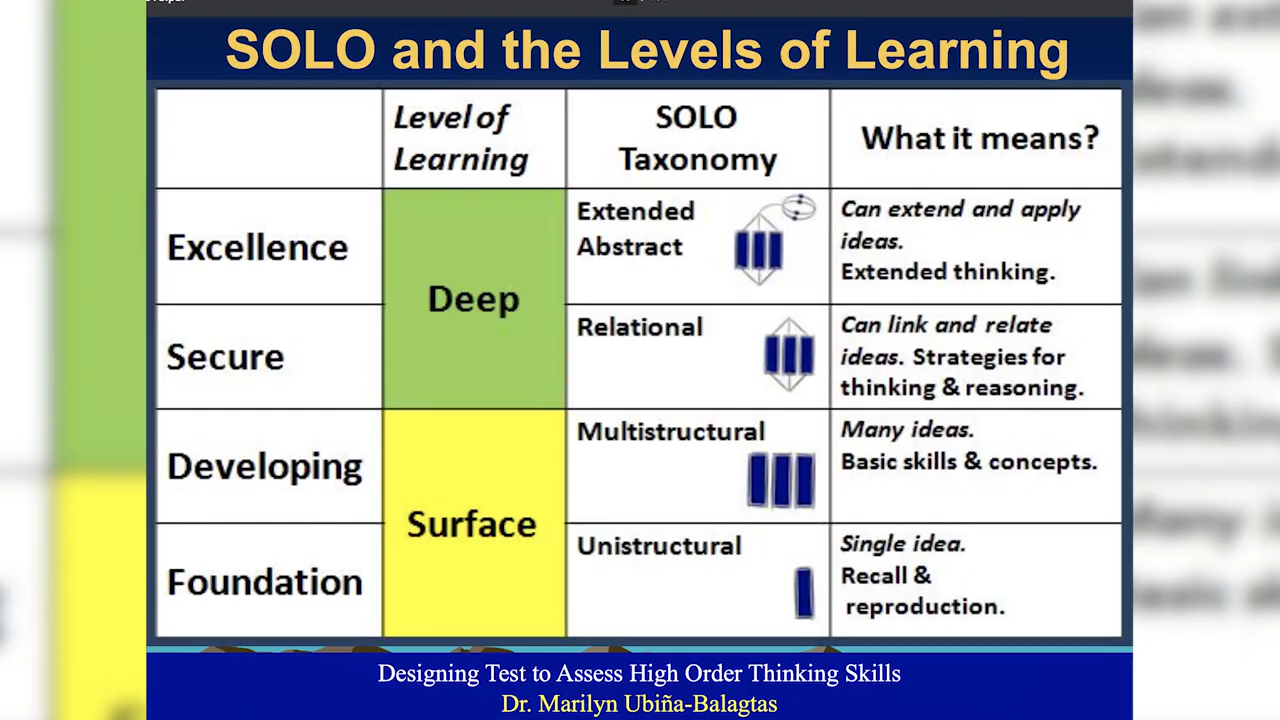 SOLO and the Levels of Learning
Level of
Learning
SOLO
Taxonomy
What it means?
Excellence
Deep
Extended
Abstract
Can extend and apply
ideas.
Extended thinking.
Secure
Relational
Can link and relate
ideas. Strategies for
thinking & reasoning.
Developing
Surface
Multistructural
Many ideas.
Basic skills & concepts.
Foundation
Unistructural
Single idea.
Recall &
reproduction.
Designing Test to Assess High Order Thinking Skills
Dr. Marilyn Ubiña-Balagtas